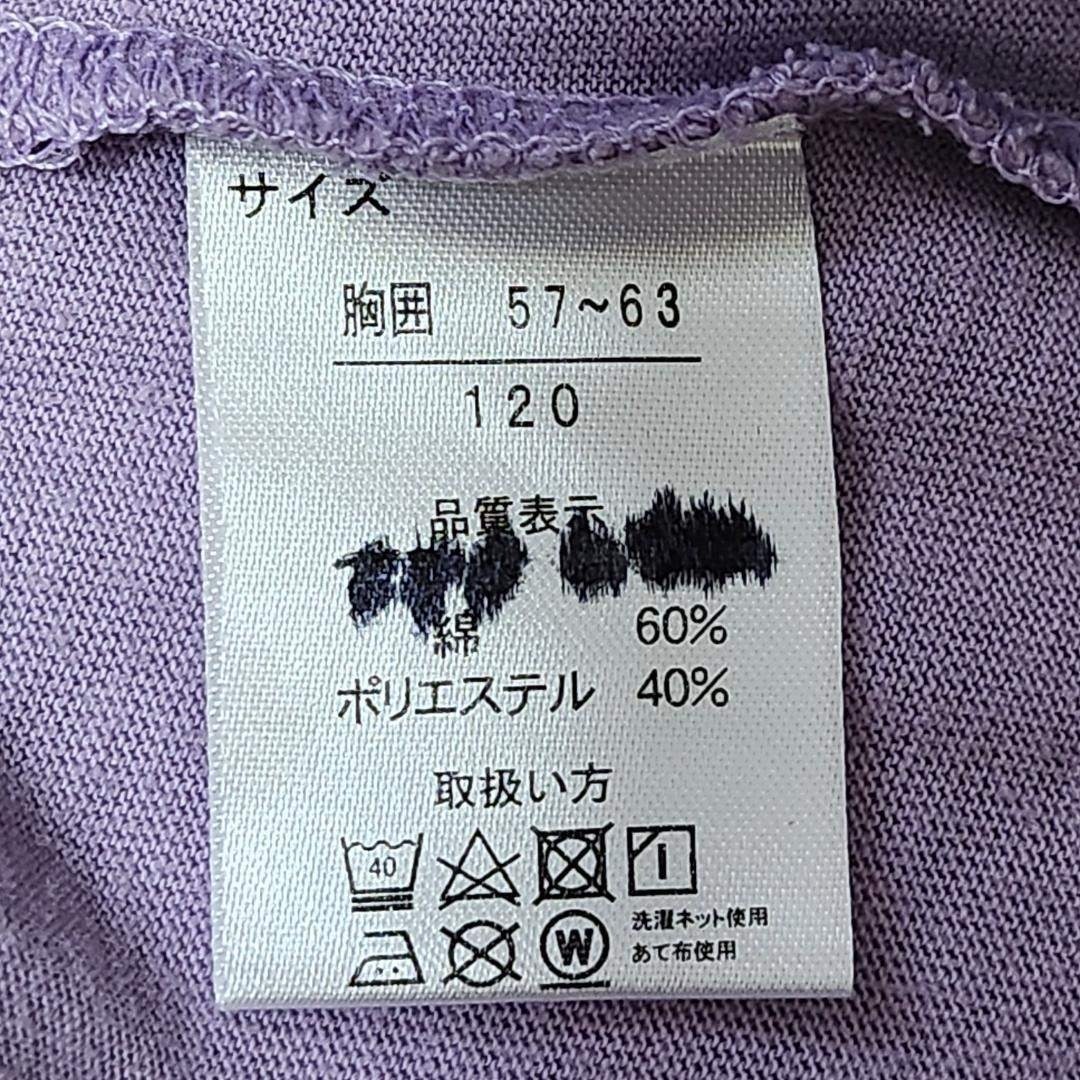 サイズ
胸囲 57~63
120
品質表示
綿 60%
ポリエステル 40%
取扱い方
40
W
洗濯ネット使用
あて布使用